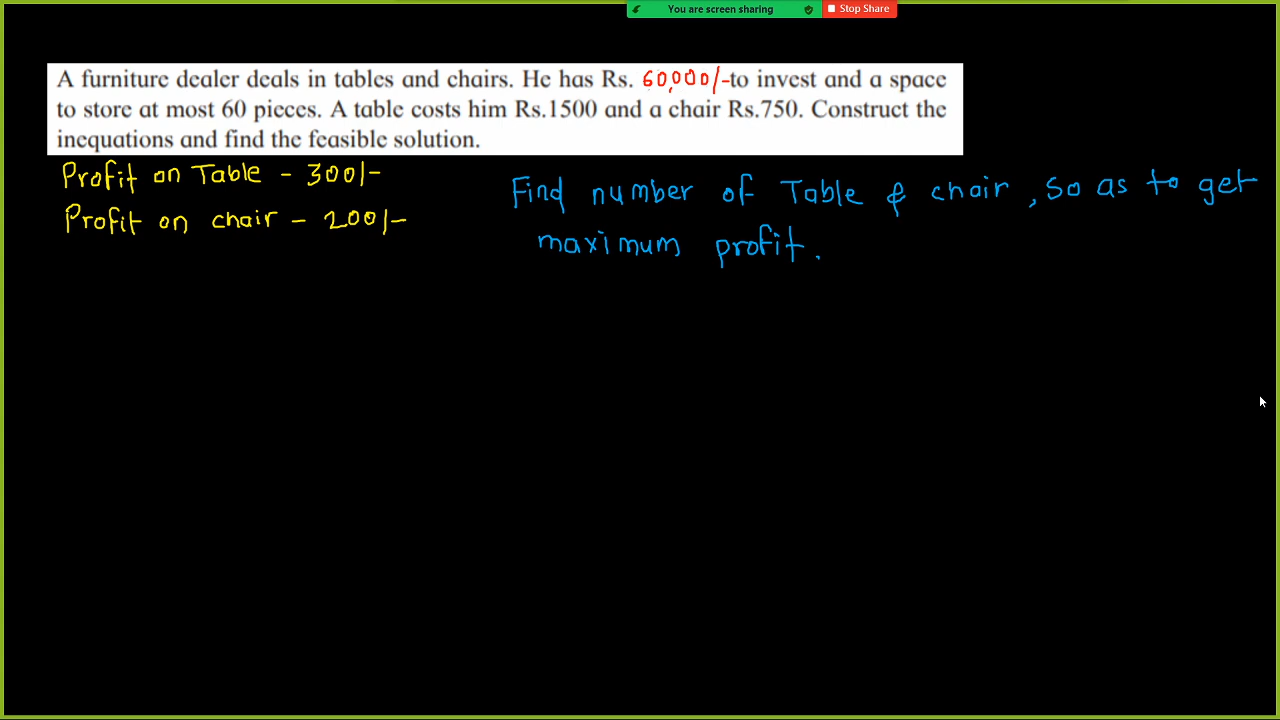 You are screen sharing Stop Share
A furniture dealer deals in tables and chairs. He has Rs. 60,000/- to invest and a space
to store at most 60 pieces. A table costs him Rs.1500 and a chair Rs.750. Construct the
inequations and find the feasible solution.
Profit on Table - 300/-
Profit on chair - 200/-
Find number of Table & chair, so as to get
maximum profit.